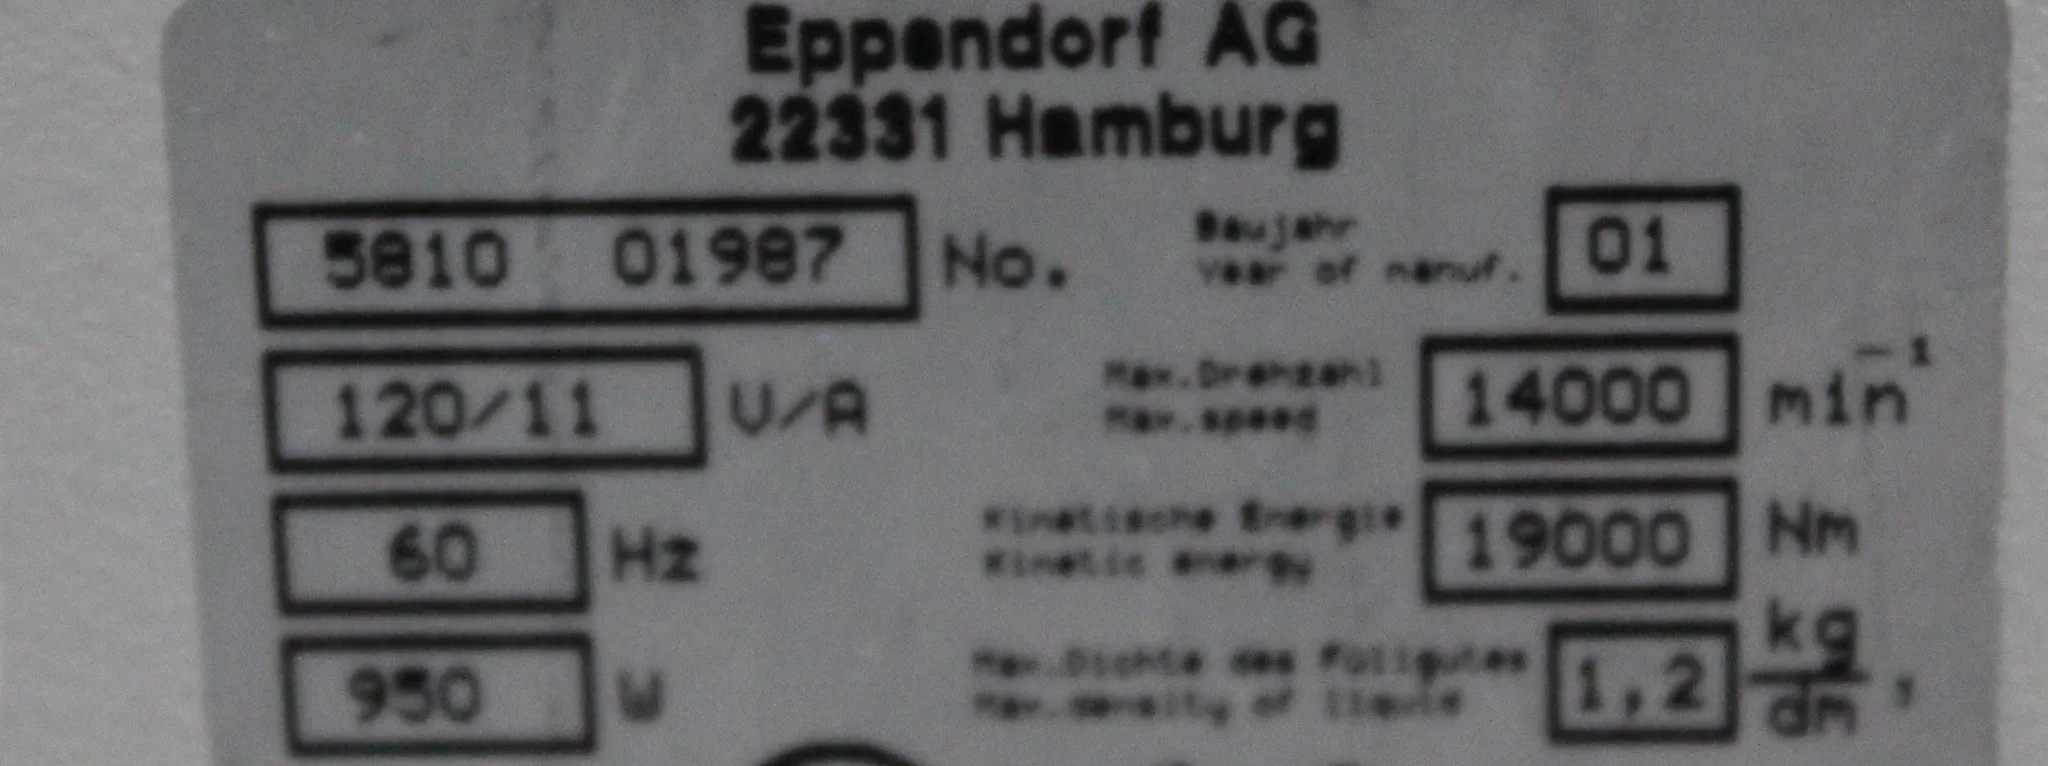 Eppendorf AG
22331 Hamburg
5810 01987 No.
Baujahr
Year of manuf.
01
120/11 V/A
Max.Drehzahl
Max.speed
14000 min⁻¹
60 Hz
Kinetische Energie
Kinetic energy
19000 Nm
950 W
Max.Dichte des Füllgutes
Max.density of liquid
1,2 kg
dm